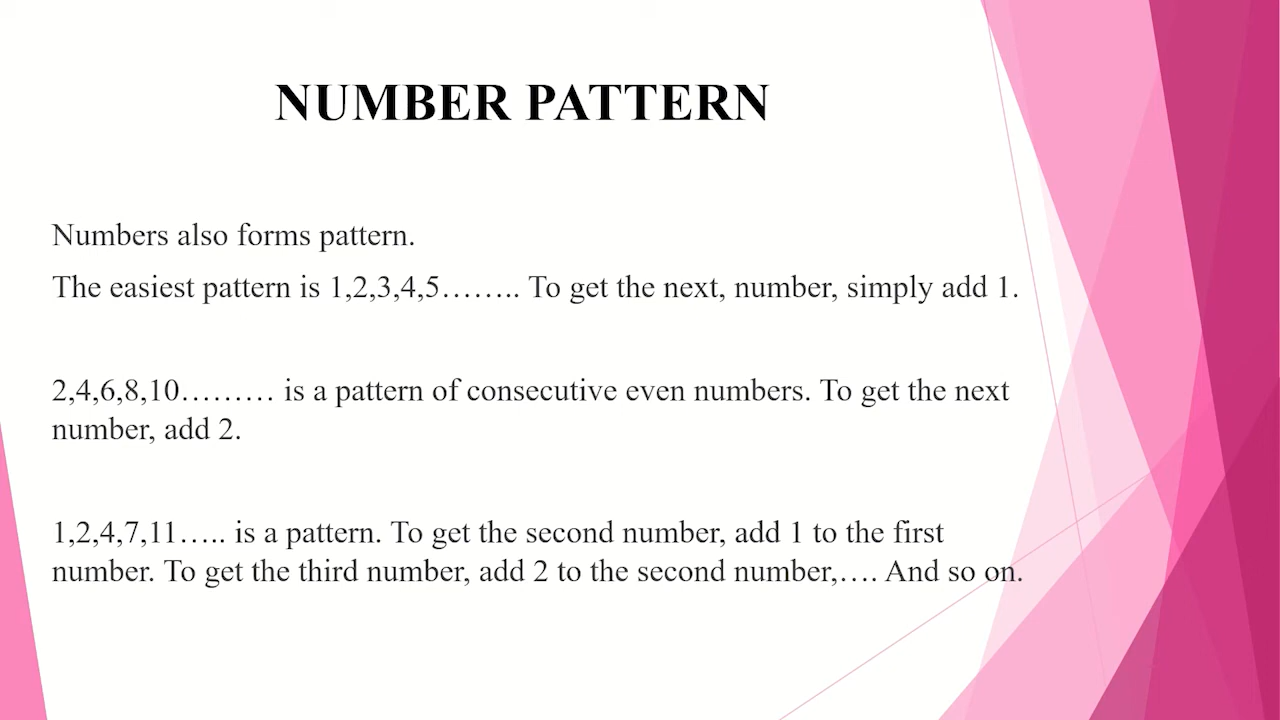 NUMBER PATTERN
Numbers also forms pattern.
The easiest pattern is 1,2,3,4,5…….. To get the next, number, simply add 1.
2,4,6,8,10……… is a pattern of consecutive even numbers. To get the next
number, add 2.
1,2,4,7,11….. is a pattern. To get the second number, add 1 to the first
number. To get the third number, add 2 to the second number,…. And so on.